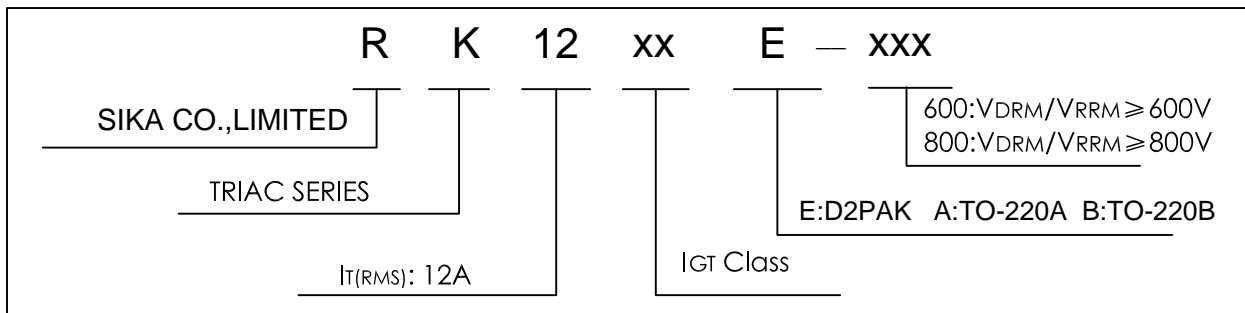 R K 12 xx E — xxx
SIKA CO.,LIMITED
600:VDRM/VRRM≥600V
800:VDRM/VRRM≥800V
TRIAC SERIES
E:D2PAK A:TO-220A B:TO-220B
IT(RMS): 12A
IGT Class